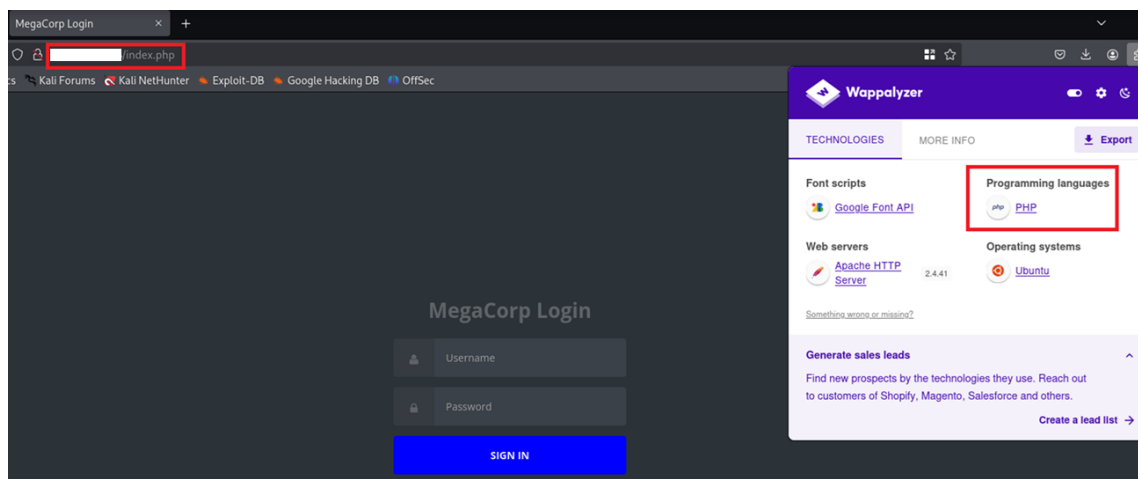 MegaCorp Login
/index.php
Kali Forums Kali NetHunter Exploit-DB Google Hacking DB OffSec
Wappalyzer
TECHNOLOGIES MORE INFO Export
Font scripts Programming languages
Google Font API php PHP
Web servers Operating systems
Apache HTTP Server 2.4.41 Ubuntu
Something wrong or missing?
Generate sales leads
Find new prospects by the technologies they use. Reach out
to customers of Shopify, Magento, Salesforce and others.
Create a lead list
MegaCorp Login
Username
Password
SIGN IN